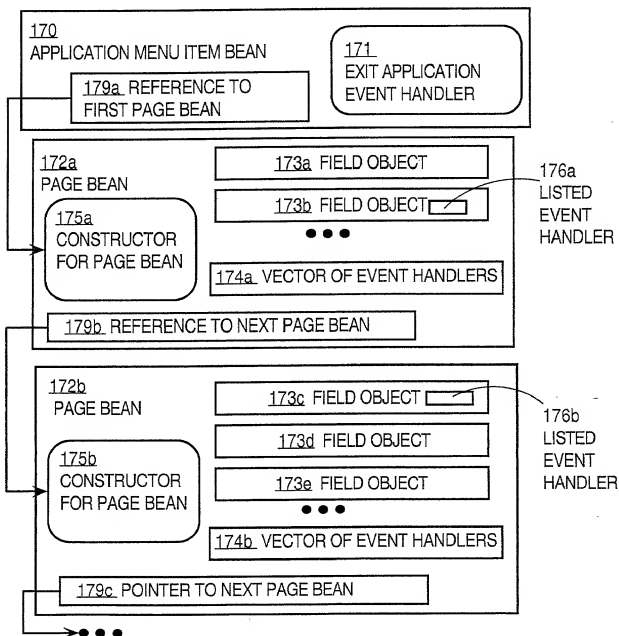 170
APPLICATION MENU ITEM BEAN
171
EXIT APPLICATION
EVENT HANDLER
179a REFERENCE TO
FIRST PAGE BEAN
172a
PAGE BEAN
173a FIELD OBJECT
173b FIELD OBJECT
176a
LISTED
EVENT
HANDLER
175a
CONSTRUCTOR
FOR PAGE BEAN
174a VECTOR OF EVENT HANDLERS
179b REFERENCE TO NEXT PAGE BEAN
172b
PAGE BEAN
173c FIELD OBJECT
173d FIELD OBJECT
173e FIELD OBJECT
176b
LISTED
EVENT
HANDLER
175b
CONSTRUCTOR
FOR PAGE BEAN
174b VECTOR OF EVENT HANDLERS
179c POINTER TO NEXT PAGE BEAN